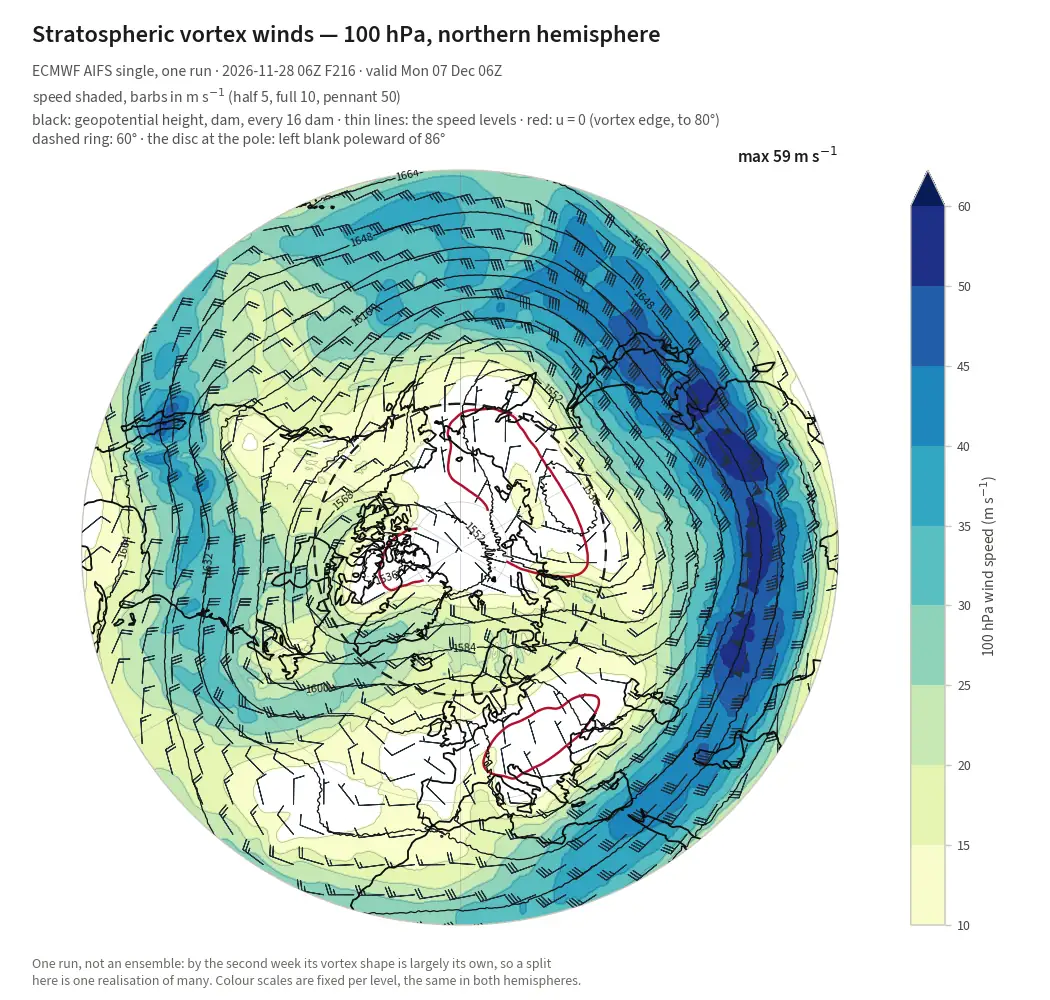 Stratospheric vortex winds — 100 hPa, northern hemisphere
ECMWF AIFS single, one run · 2026-11-28 06Z F216 · valid Mon 07 Dec 06Z
speed shaded, barbs in m s⁻¹ (half 5, full 10, pennant 50)
black: geopotential height, dam, every 16 dam · thin lines: the speed levels · red: u = 0 (vortex edge, to 80°)
dashed ring: 60° · the disc at the pole: left blank poleward of 86°
max 59 m s⁻¹
1664
1664
1648
1648
1616
1552
1568
1536
1552
1536
1632
1584
1600
60
50
45
40
35
30
25
20
15
10
100 hPa wind speed (m s⁻¹)
One run, not an ensemble: by the second week its vortex shape is largely its own, so a split
here is one realisation of many. Colour scales are fixed per level, the same in both hemispheres.